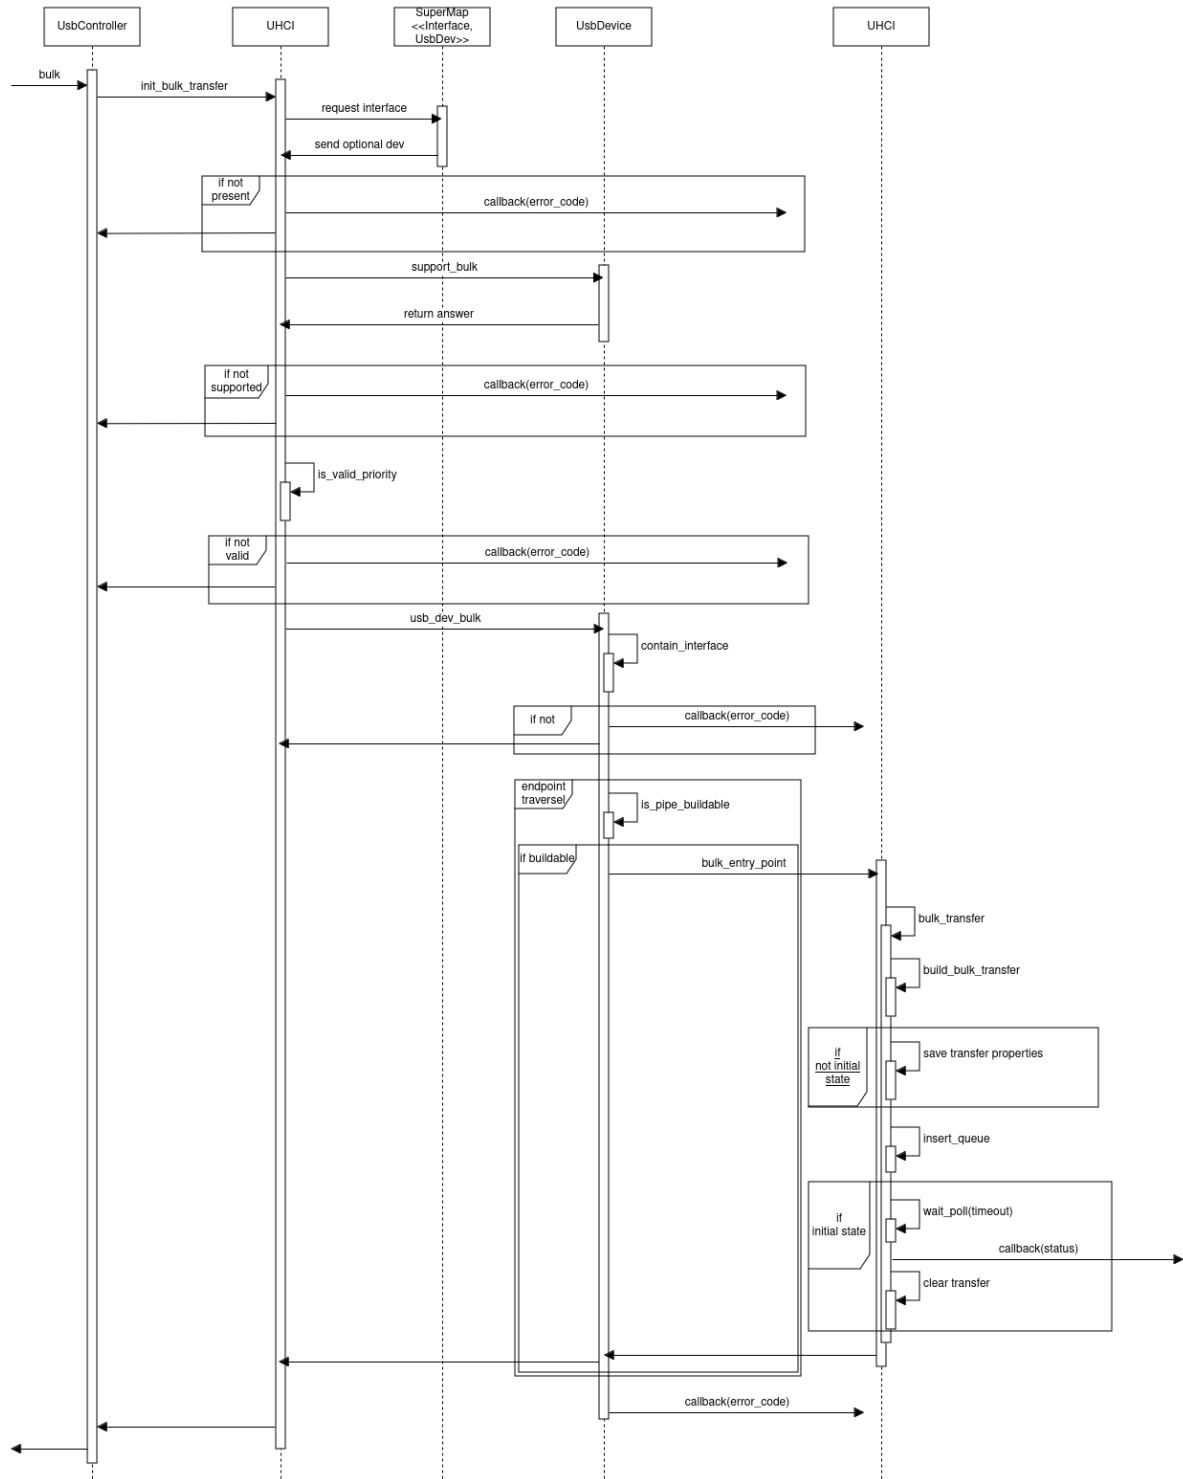 UsbController
UHCI
SuperMap
<<Interface,
UsbDev>>
UsbDevice
UHCI
bulk
init_bulk_transfer
request interface
send optional dev
if not
present
callback(error_code)
support_bulk
return answer
if not
supported
callback(error_code)
is_valid_priority
if not
valid
callback(error_code)
usb_dev_bulk
contain_interface
if not
callback(error_code)
endpoint
traversel
is_pipe_buildable
if buildable
bulk_entry_point
bulk_transfer
build_bulk_transfer
if
not initial
state
save transfer properties
insert_queue
if
initial state
wait_poll(timeout)
callback(status)
clear transfer
callback(error_code)